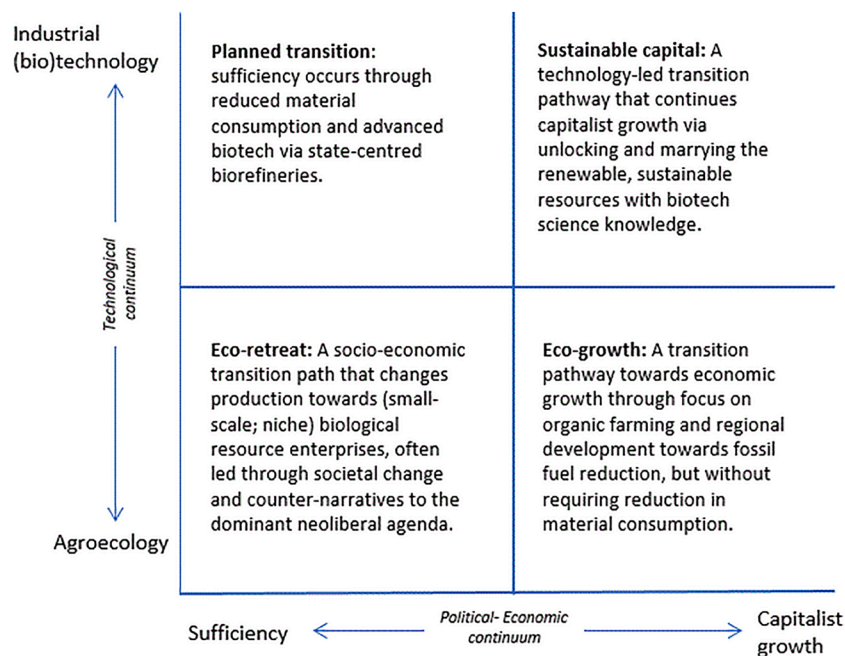 Industrial
(bio)technology
Technological
continuum
Agroecology
Planned transition:
sufficiency occurs through
reduced material
consumption and advanced
biotech via state-centred
biorefineries.
Sustainable capital: A
technology-led transition
pathway that continues
capitalist growth via
unlocking and marrying the
renewable, sustainable
resources with biotech
science knowledge.
Eco-retreat: A socio-economic
transition path that changes
production towards (small-
scale; niche) biological
resource enterprises, often
led through societal change
and counter-narratives to the
dominant neoliberal agenda.
Eco-growth: A transition
pathway towards economic
growth through focus on
organic farming and regional
development towards fossil
fuel reduction, but without
requiring reduction in
material consumption.
Sufficiency
Political- Economic
continuum
Capitalist
growth